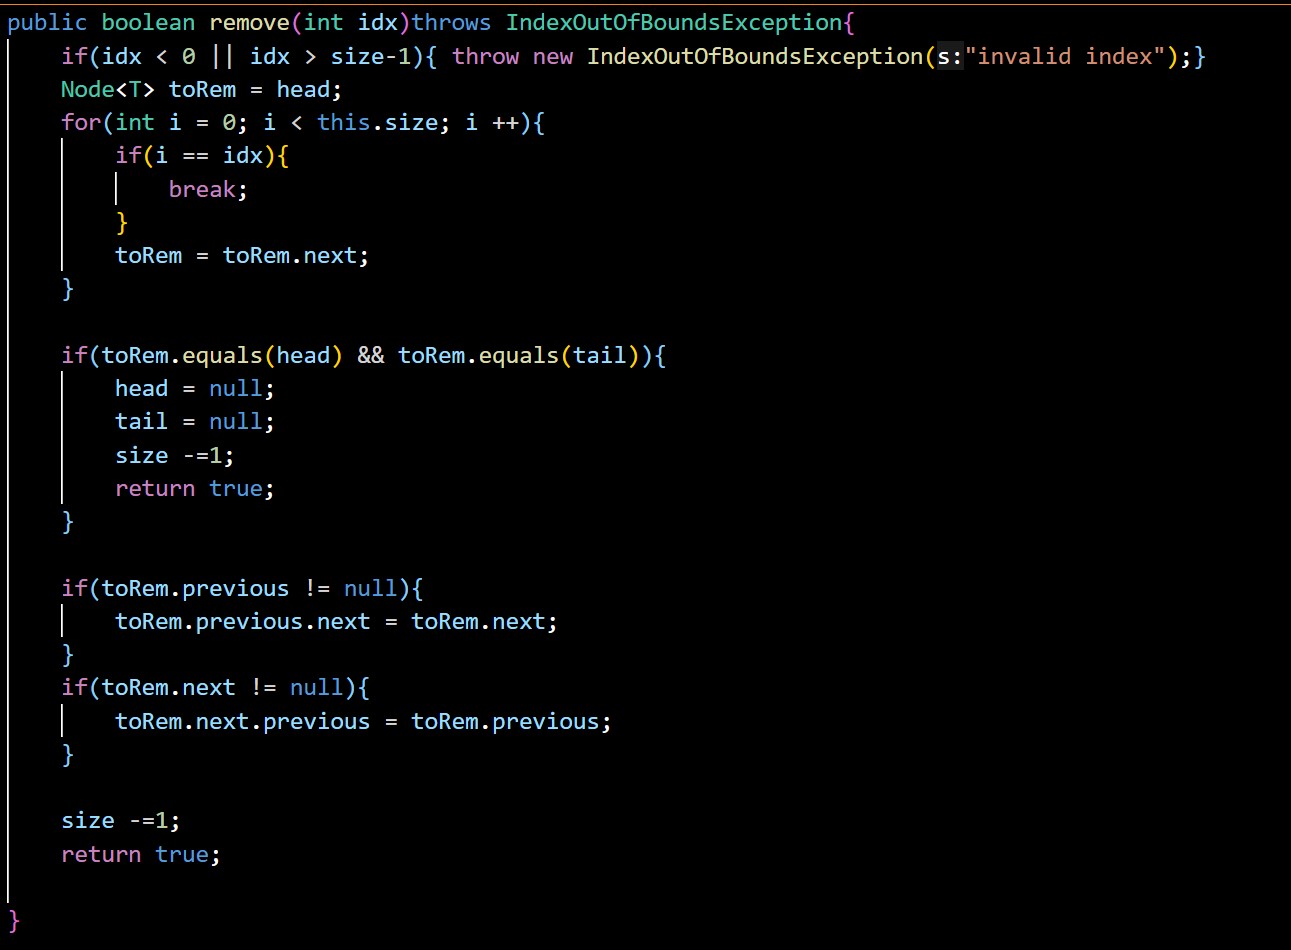 public boolean remove(int idx)throws IndexOutOfBoundsException{
    if(idx < 0 || idx > size-1){ throw new IndexOutOfBoundsException(s:"invalid index");}
    Node<T> toRem = head;
    for(int i = 0; i < this.size; i ++){
        if(i == idx){
            break;
        }
        toRem = toRem.next;
    }

    if(toRem.equals(head) && toRem.equals(tail)){
        head = null;
        tail = null;
        size -=1;
        return true;
    }

    if(toRem.previous != null){
        toRem.previous.next = toRem.next;
    }
    if(toRem.next != null){
        toRem.next.previous = toRem.previous;
    }

    size -=1;
    return true;

}